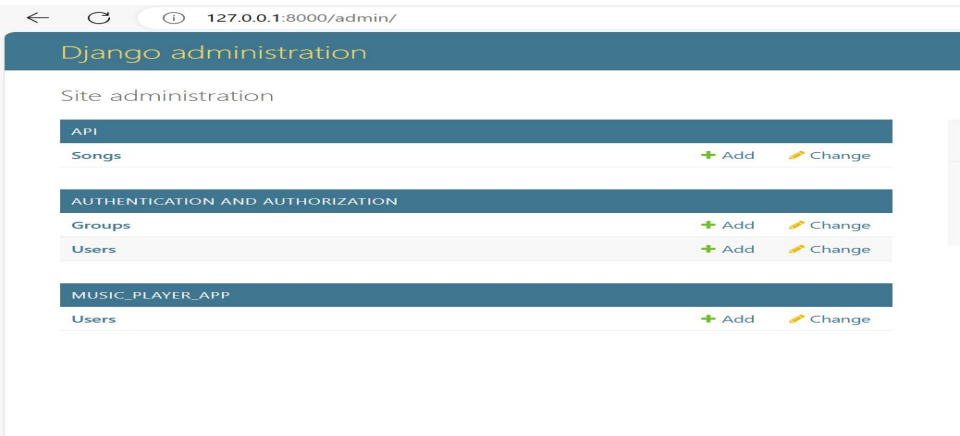 127.0.0.1:8000/admin/
Django administration
Site administration
API
Songs + Add Change
AUTHENTICATION AND AUTHORIZATION
Groups + Add Change
Users + Add Change
MUSIC_PLAYER_APP
Users + Add Change